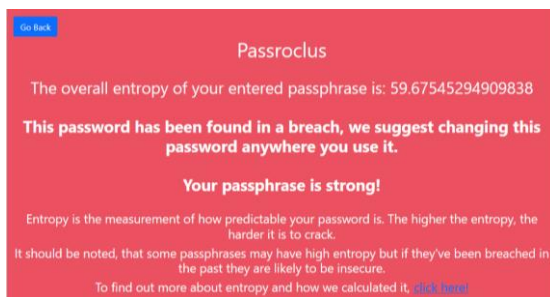 Go Back
Passroclus
The overall entropy of your entered passphrase is: 59.67545294909838
This password has been found in a breach, we suggest changing this
password anywhere you use it.
Your passphrase is strong!
Entropy is the measurement of how predictable your password is. The higher the entropy, the
harder it is to crack.
It should be noted, that some passphrases may have high entropy but if they've been breached in
the past they are likely to be insecure.
To find out more about entropy and how we calculated it, click here!